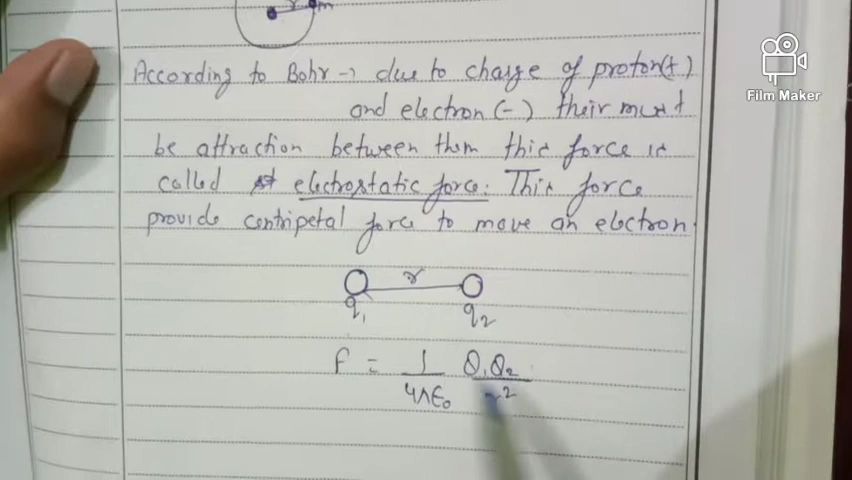 r m
According to Bohr → due to charge of proton(+)
Film Maker
and electron (-) their must
be attraction between them this force is
called electrostatic force. This force
provide centripetal force to move an electron.
r
q₁ q₂
F = 1 Q₁Q₂
4πε₀ r²